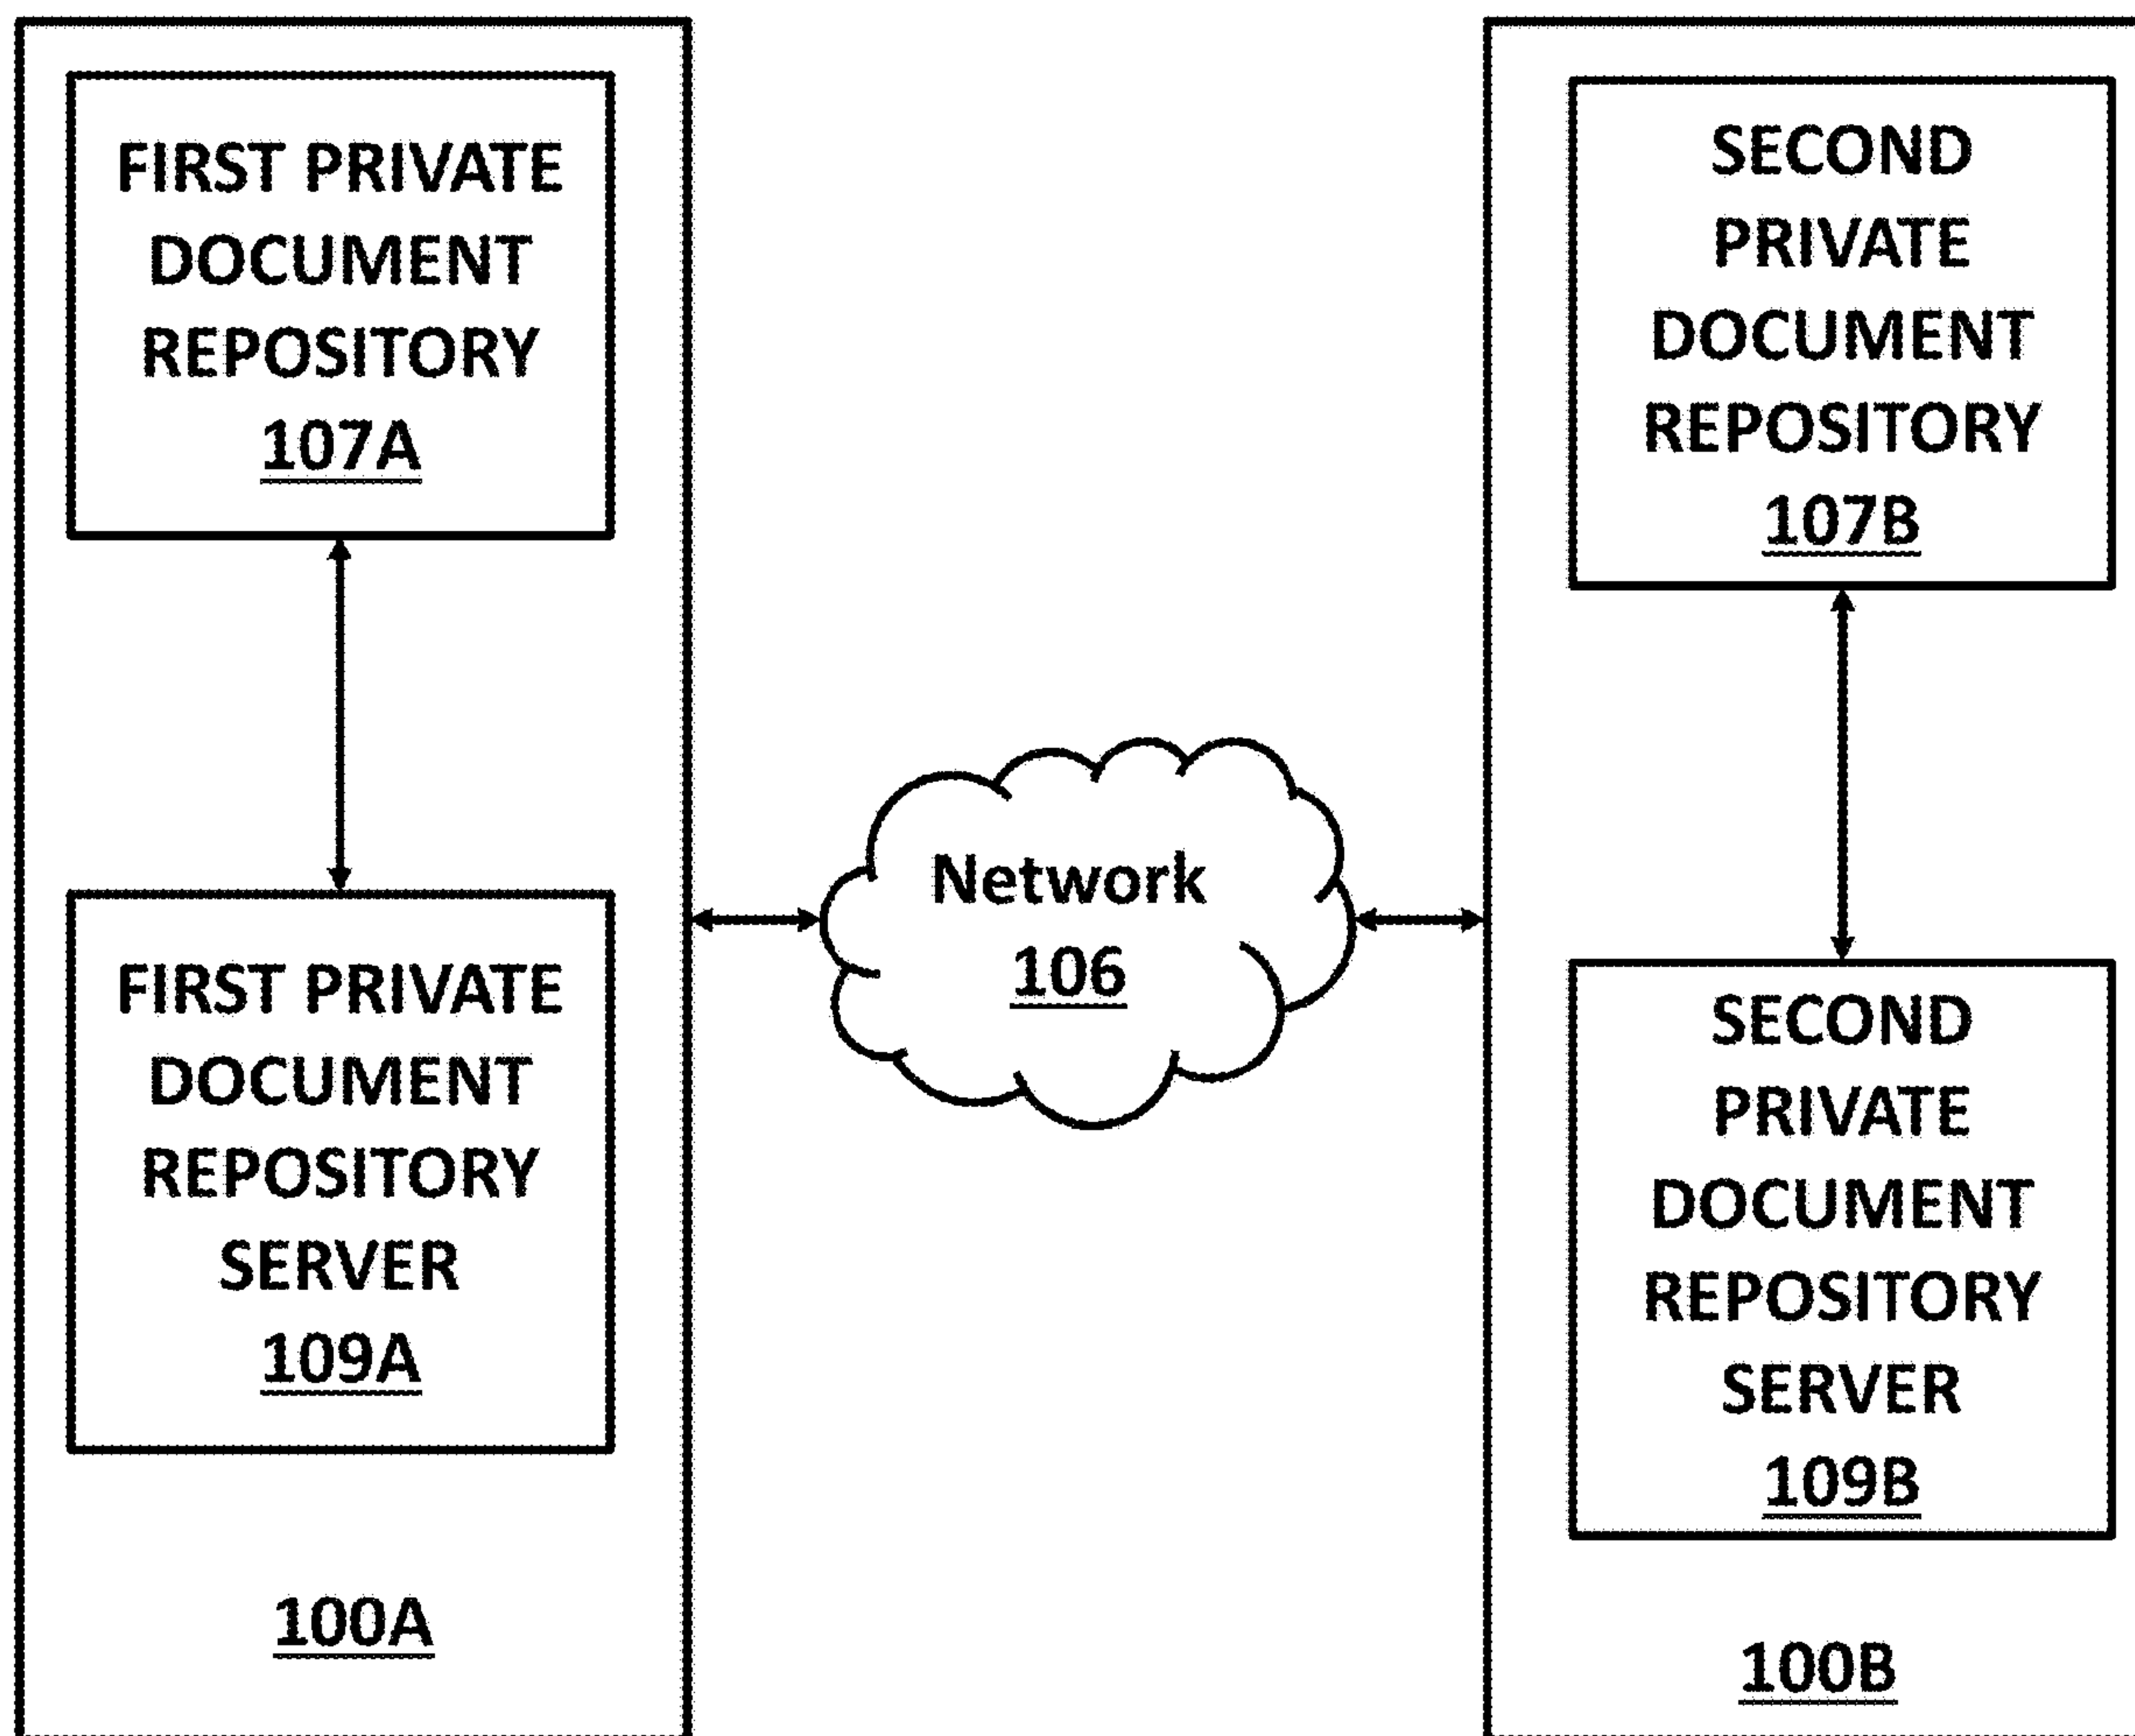 FIRST PRIVATE
DOCUMENT
REPOSITORY
107A
FIRST PRIVATE
DOCUMENT
REPOSITORY
SERVER
109A
100A
Network
106
SECOND
PRIVATE
DOCUMENT
REPOSITORY
107B
SECOND
PRIVATE
DOCUMENT
REPOSITORY
SERVER
109B
100B